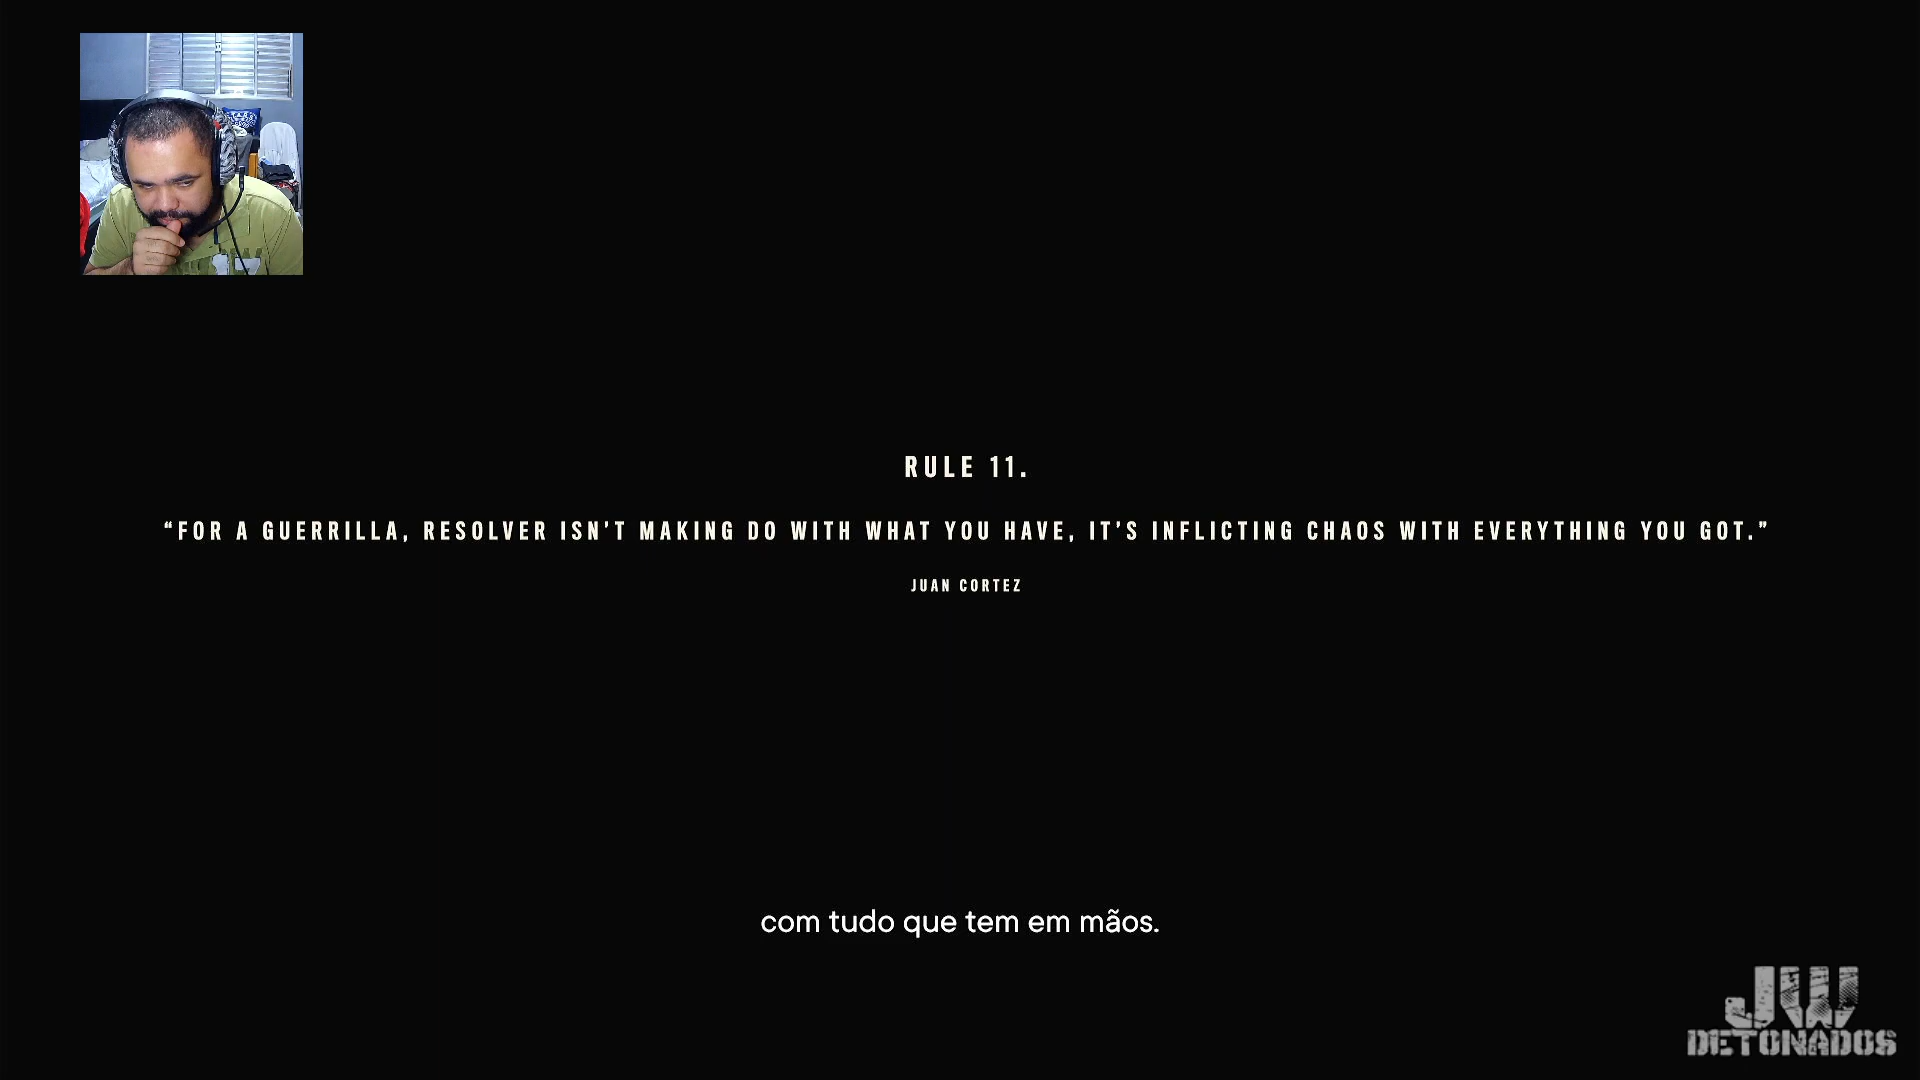 RULE 11.
“FOR A GUERRILLA, RESOLVER ISN’T MAKING DO WITH WHAT YOU HAVE, IT’S INFLICTING CHAOS WITH EVERYTHING YOU GOT.”
JUAN CORTEZ
com tudo que tem em mãos.
JW
DETONADOS